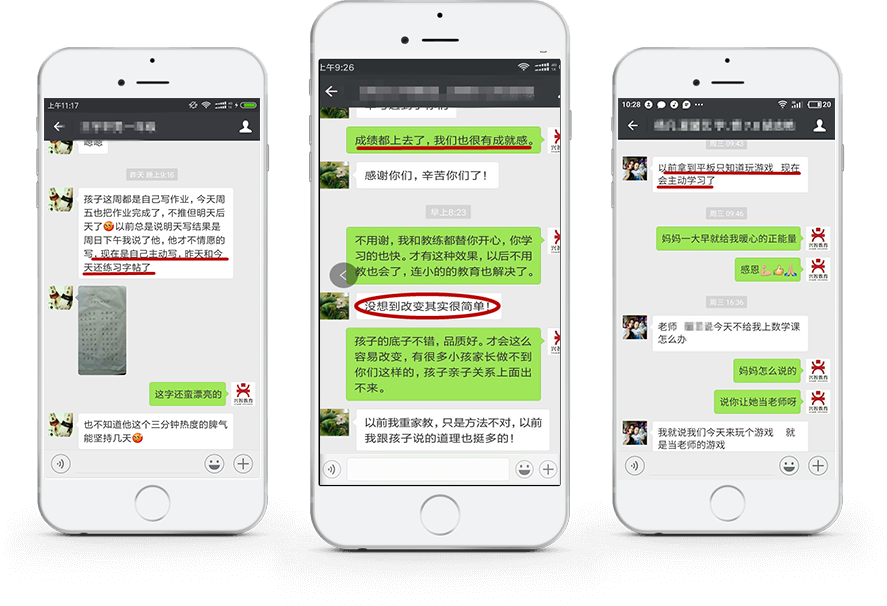 上午11:17
嗯嗯
昨天 晚上9:16
孩子这周都是自己写作业，今天周
五也把作业完成了，不推但明天后
天了以前总是说明天写结果是
周日下午我说了他，他才不情愿的
写，现在是自己主动写，昨天和今
天还练习字帖了
这字还蛮漂亮的
也不知道他这个三分钟热度的脾气
能坚持几天
上午9:26
成绩都上去了，我们也很有成就感。
感谢你们，辛苦你们了！
早上8:23
不用谢，我和教练都替你开心，你学
习的也快。才有这种效果，以后不用
教也会了，连小的的教育也解决了。
没想到改变其实很简单！
孩子的底子不错，品质好。才会这么
容易改变，有很多小孩家长做不到
你们这样的，孩子亲子关系上面出
不来。
以前我重家教，只是方法不对，以前
我跟孩子说的道理也挺多的！
10:28
20
周三 09:43
以前拿到平板只知道玩游戏 现在
会主动学习了
周三 09:46
妈妈一大早就给我暖心的正能量
感恩
周三 16:36
老师 说今天不给我上数学课
怎么办
妈妈怎么说的
说你让她当老师呀
我就说我们今天来玩个游戏 就
是当老师的游戏